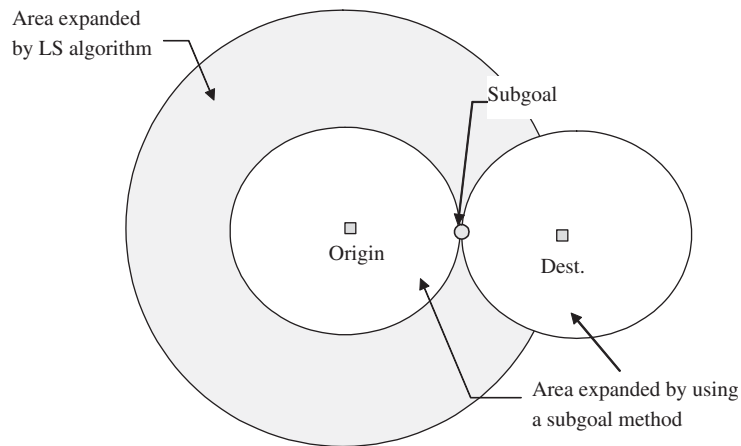 Area expanded
by LS algorithm
Subgoal
Origin
Dest.
Area expanded by using
a subgoal method